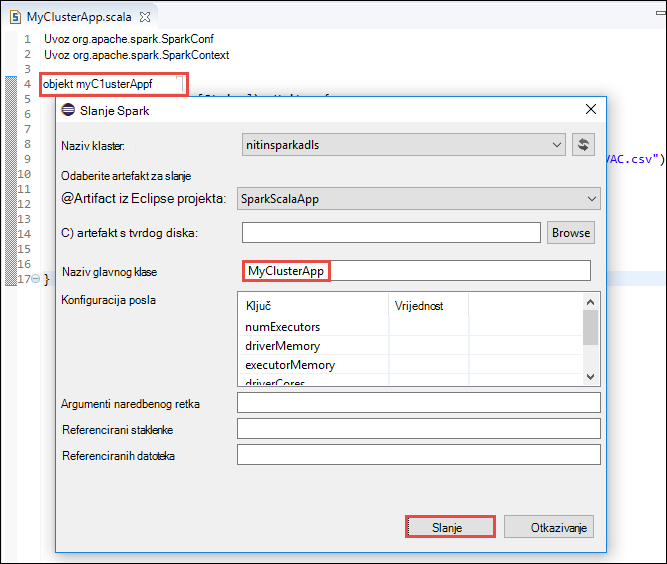 MyClusterApp.scala
1 Uvoz org.apache.spark.SparkConf
2 Uvoz org.apache.spark.SparkContext
3
4 objekt myC1usterAppf
5
6
7
8
9 VAC.csv")
10
11
12
13
14
15
16
17 }
Slanje Spark
Naziv klaster: nitinsparkadls
Odaberite artefakt za slanje
@Artifact iz Eclipse projekta: SparkScalaApp
C) artefakt s tvrdog diska: Browse
Naziv glavnog klase MyClusterApp
Konfiguracija posla
Ključ Vrijednost
numExecutors
driverMemory
executorMemory
driverCores
Argumenti naredbenog retka
Referencirani staklenke
Referenciranih datoteka
Slanje Otkazivanje